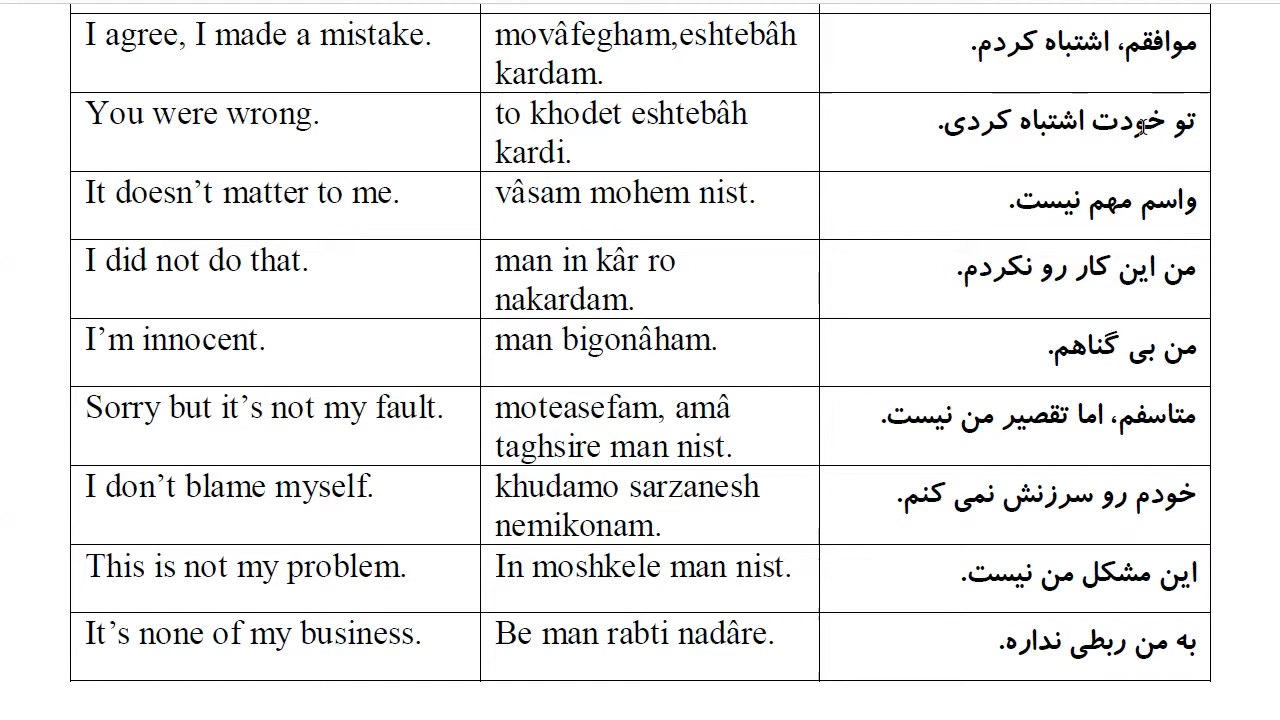 I agree, I made a mistake.
movâfegham,eshtebâh
kardam.
موافقم، اشتباه کردم.
You were wrong.
to khodet eshtebâh
kardi.
تو خودت اشتباه کردی.
It doesn’t matter to me.
vâsam mohem nist.
واسم مهم نیست.
I did not do that.
man in kâr ro
nakardam.
من این کار رو نکردم.
I’m innocent.
man bigonâham.
من بی گناهم.
Sorry but it’s not my fault.
moteasefam, amâ
taghsire man nist.
متاسفم، اما تقصیر من نیست.
I don’t blame myself.
khudamo sarzanesh
nemikonam.
خودم رو سرزنش نمی کنم.
This is not my problem.
In moshkele man nist.
این مشکل من نیست.
It’s none of my business.
Be man rabti nadâre.
به من ربطی نداره.